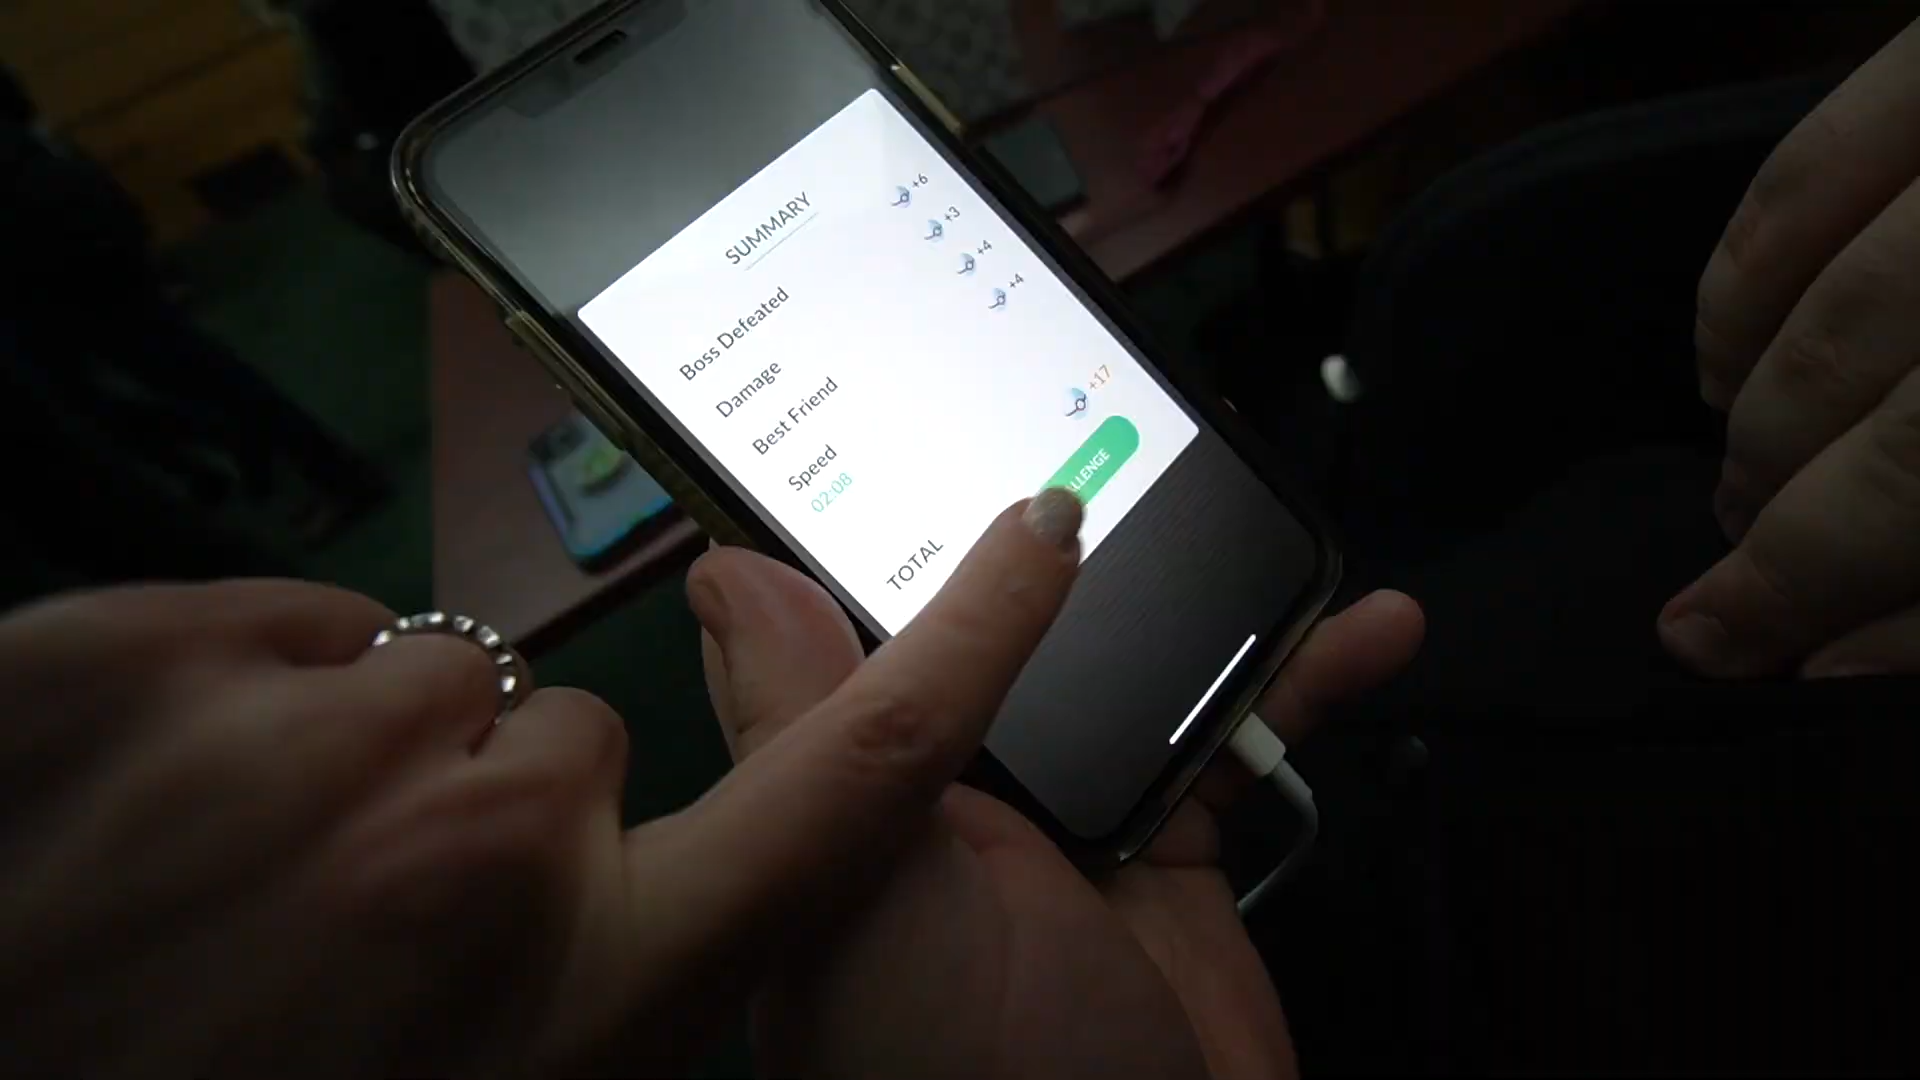 SUMMARY
Boss Defeated +6
Damage +3
Best Friend +4
Speed +4
02:08
TOTAL +17